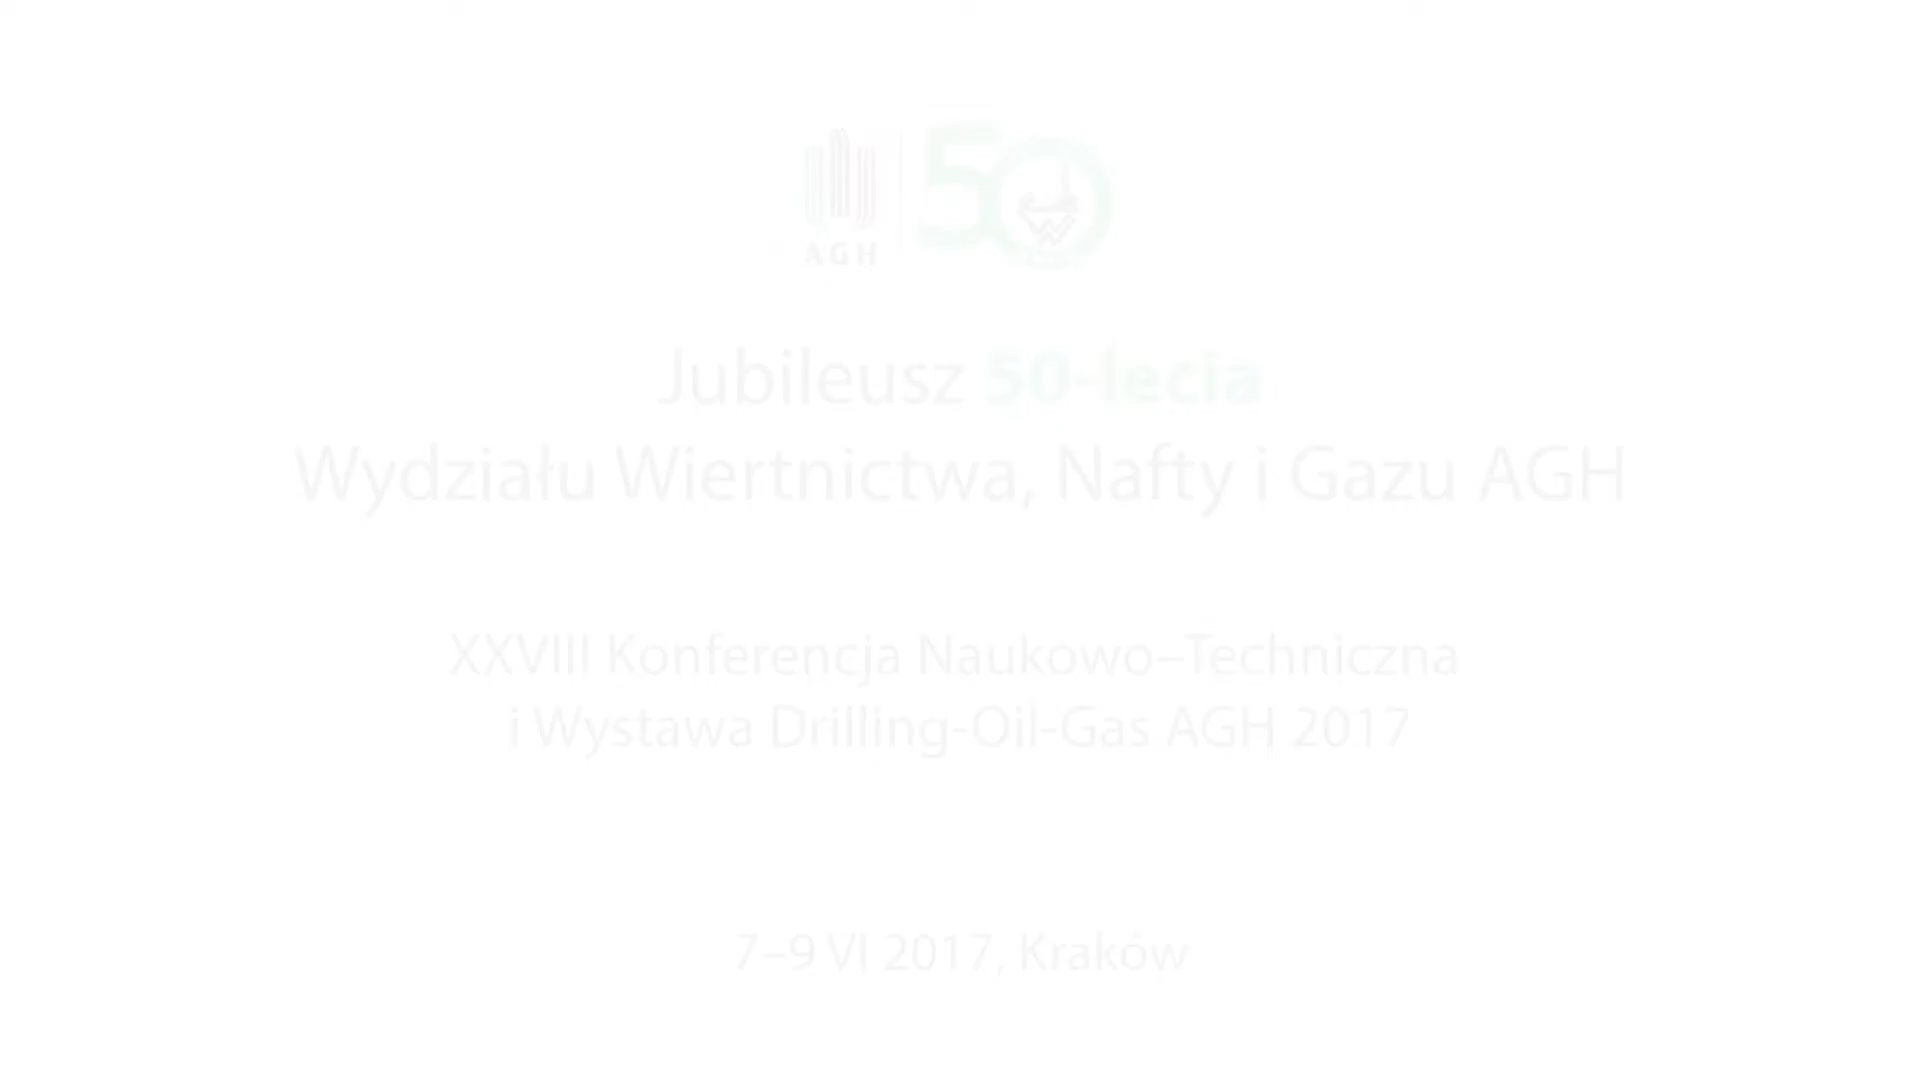 AGH
50
Jubileusz 50-lecia
Wydziału Wiertnictwa, Nafty i Gazu AGH
XXVIII Konferencja Naukowo–Techniczna
i Wystawa Drilling-Oil-Gas AGH 2017
7–9 VI 2017, Kraków